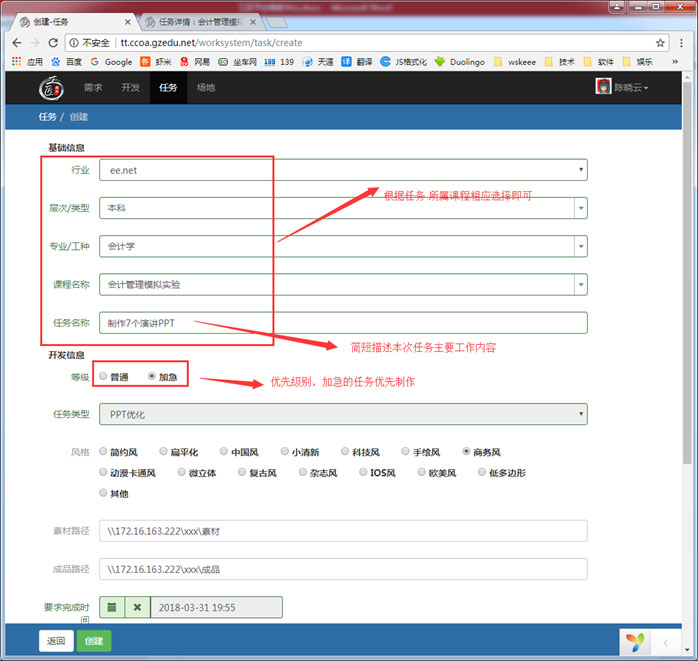 创建-任务
任务详情：会计管理模拟
不安全 tt.ccoa.gzedu.net/worksystem/task/create
应用 百度 Google 虾米 网易 坐车网 139 139 天涯 译 翻译 JS格式化 Duolingo wskeee 技术 软件 娱乐 »
需求 开发 任务 场地 陈晓云
任务 / 创建
基础信息
行业 ee.net
根据任务 所属课程相应选择即可
层次/类型 本科
专业/工种 会计学
课程名称 会计管理模拟实验
任务名称 制作7个演讲PPT
简短描述本次任务主要工作内容
开发信息
等级 普通 加急
优先级别、加急的任务优先制作
任务类型 PPT优化
风格 简约风 扁平化 中国风 小清新 科技风 手绘风 商务风
动漫卡通风 微立体 复古风 杂志风 IOS风 欧美风 低多边形
其他
素材路径 \\172.16.163.222\xxx\素材
成品路径 \\172.16.163.222\xxx\成品
要求完成时
间
2018-03-31 19:55
返回 创建